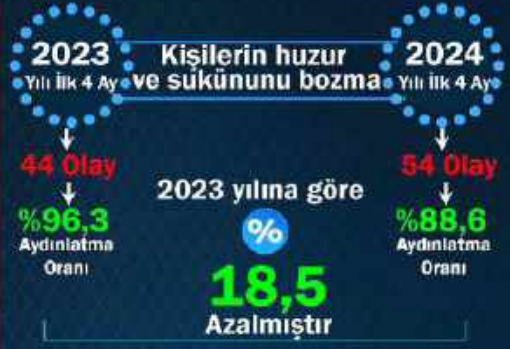 2023
Yılı İlk 4 Ay
Kişilerin huzur
ve sükûnunu bozma
2024
Yılı İlk 4 Ay
44 Olay
%96,3
Aydınlatma
Oranı
54 Olay
%88,6
Aydınlatma
Oranı
2023 yılına göre
%
18,5
Azalmıştır